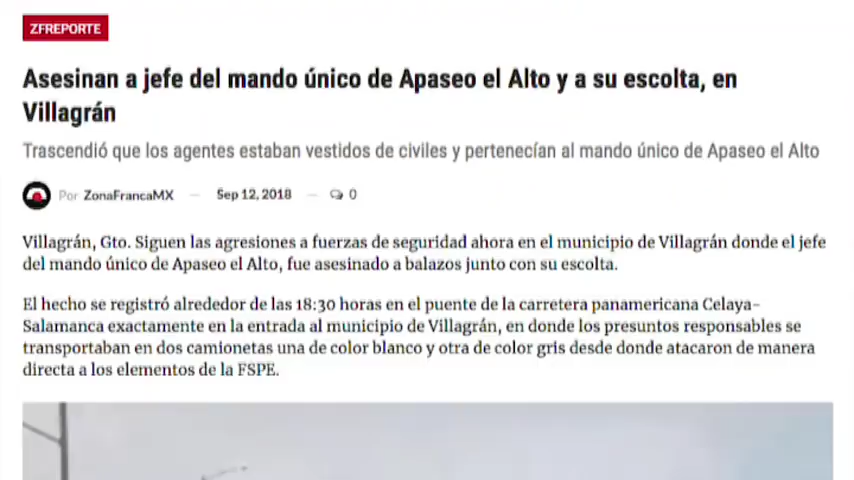 ZFREPORTE
Asesinan a jefe del mando único de Apaseo el Alto y a su escolta, en
Villagrán
Trascendió que los agentes estaban vestidos de civiles y pertenecían al mando único de Apaseo el Alto
Por ZonaFrancaMX — Sep 12, 2018 — 0
Villagrán, Gto. Siguen las agresiones a fuerzas de seguridad ahora en el municipio de Villagrán donde el jefe
del mando único de Apaseo el Alto, fue asesinado a balazos junto con su escolta.
El hecho se registró alrededor de las 18:30 horas en el puente de la carretera panamericana Celaya-
Salamanca exactamente en la entrada al municipio de Villagrán, en donde los presuntos responsables se
transportaban en dos camionetas una de color blanco y otra de color gris desde donde atacaron de manera
directa a los elementos de la FSPE.